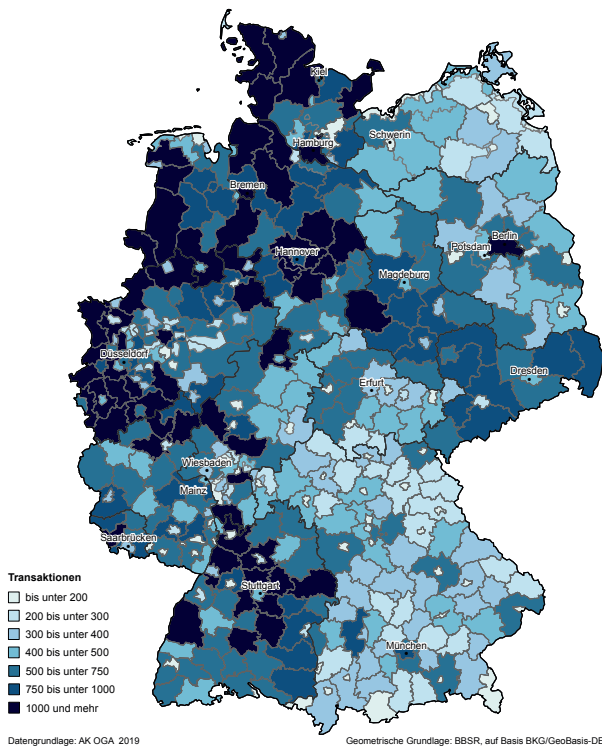 Kiel
Schwerin
Hamburg
Bremen
Berlin
Potsdam
Hannover
Magdeburg
Düsseldorf
Dresden
Erfurt
Wiesbaden
Mainz
Saarbrücken
Stuttgart
München
Transaktionen
bis unter 200
200 bis unter 300
300 bis unter 400
400 bis unter 500
500 bis unter 750
750 bis unter 1000
1000 und mehr
Datengrundlage: AK OGA 2019
Geometrische Grundlage: BBSR, auf Basis BKG/GeoBasis-DE